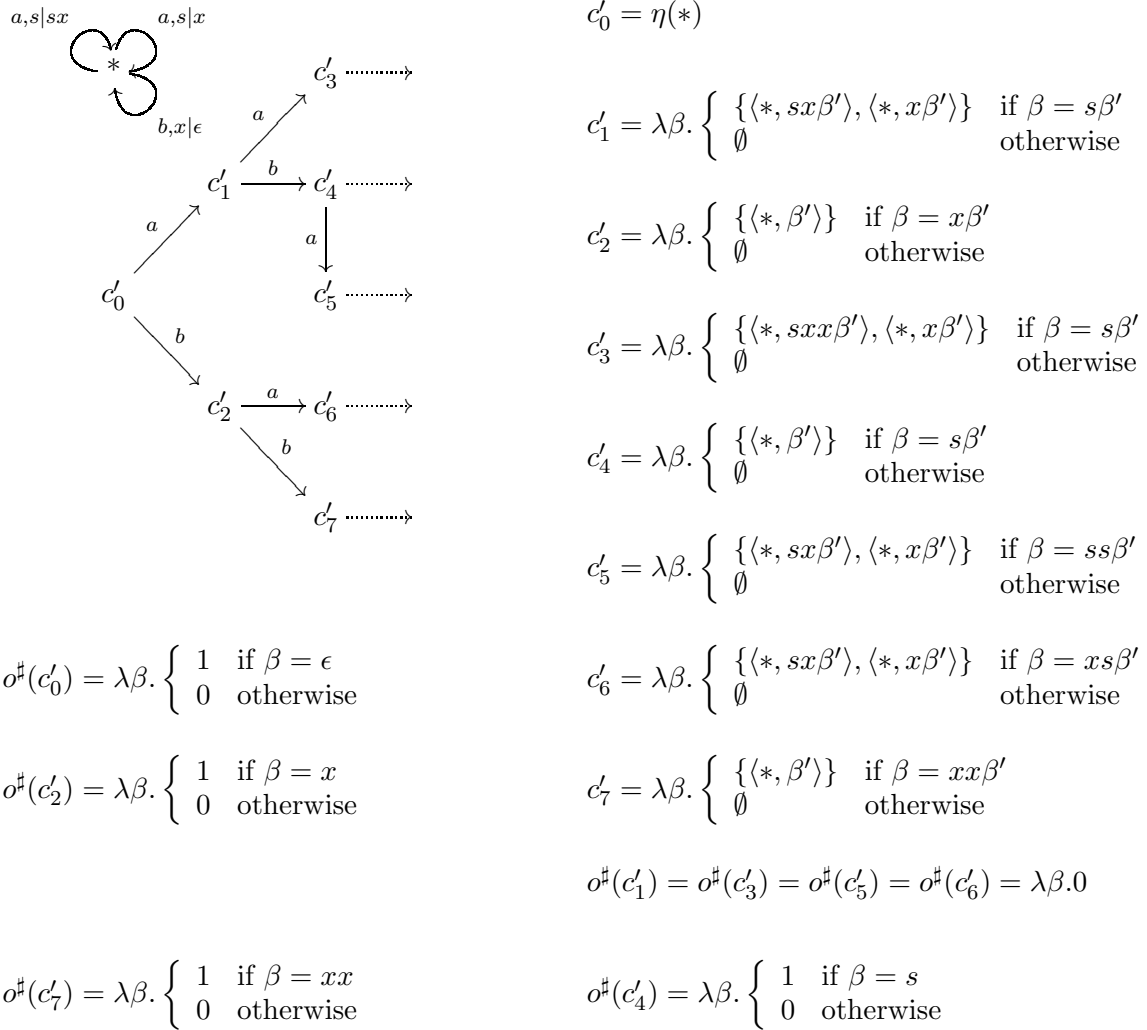 a,s|sx
a,s|x
∗
b,x|ϵ
a
b
a
b
a
a
b
c′₀
c′₁
c′₂
c′₃
c′₄
c′₅
c′₆
c′₇
c′₀ = η(∗)
c′₁ = λβ. { {⟨∗, sxβ′⟩, ⟨∗, xβ′⟩} if β = sβ′
∅ otherwise
c′₂ = λβ. { {⟨∗, β′⟩} if β = xβ′
∅ otherwise
c′₃ = λβ. { {⟨∗, sxxβ′⟩, ⟨∗, xβ′⟩} if β = sβ′
∅ otherwise
c′₄ = λβ. { {⟨∗, β′⟩} if β = sβ′
∅ otherwise
c′₅ = λβ. { {⟨∗, sxβ′⟩, ⟨∗, xβ′⟩} if β = ssβ′
∅ otherwise
o♯(c′₀) = λβ. { 1 if β = ϵ
0 otherwise
c′₆ = λβ. { {⟨∗, sxβ′⟩, ⟨∗, xβ′⟩} if β = xsβ′
∅ otherwise
o♯(c′₂) = λβ. { 1 if β = x
0 otherwise
c′₇ = λβ. { {⟨∗, β′⟩} if β = xxβ′
∅ otherwise
o♯(c′₁) = o♯(c′₃) = o♯(c′₅) = o♯(c′₆) = λβ.0
o♯(c′₇) = λβ. { 1 if β = xx
0 otherwise
o♯(c′₄) = λβ. { 1 if β = s
0 otherwise